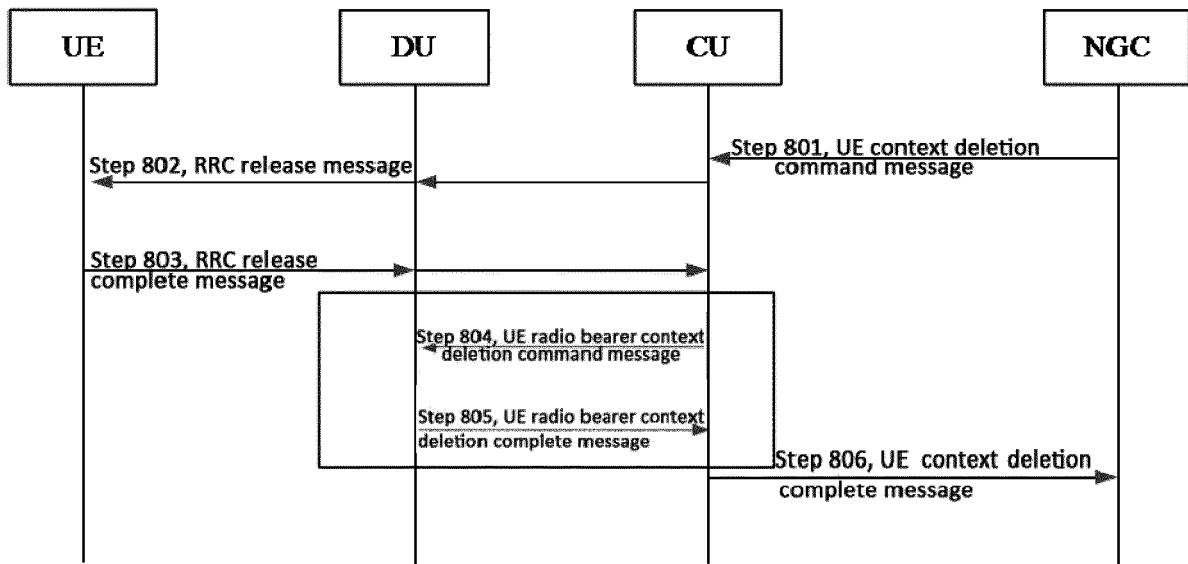 UE
DU
CU
NGC
Step 801, UE context deletion
command message
Step 802, RRC release message
Step 803, RRC release
complete message
Step 804, UE radio bearer context
deletion command message
Step 805, UE radio bearer context
deletion complete message
Step 806, UE context deletion
complete message